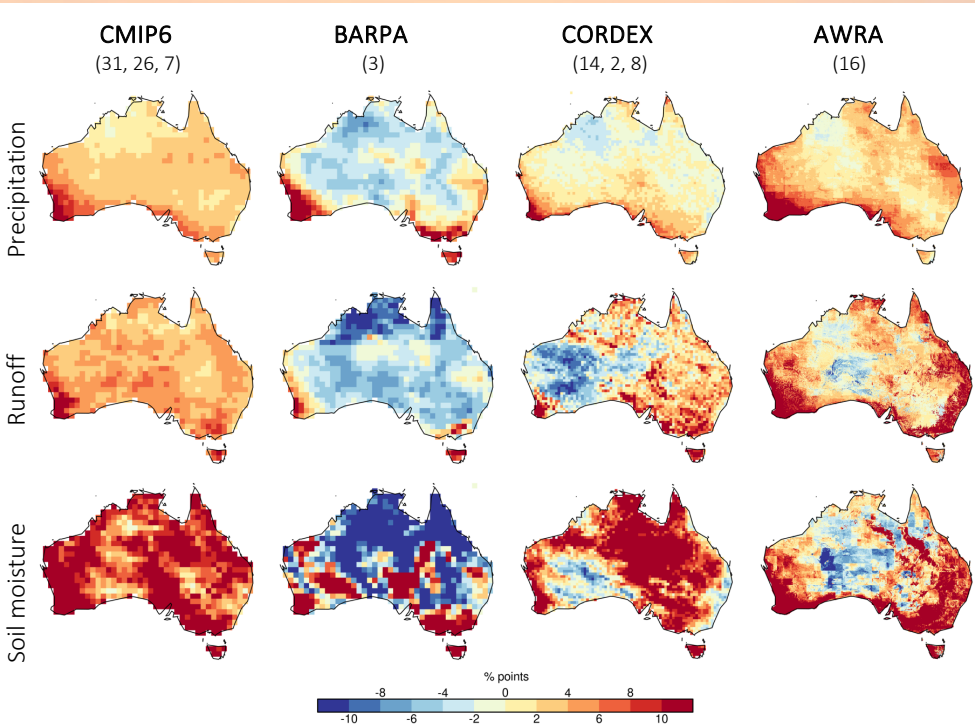 CMIP6 BARPA CORDEX AWRA
(31, 26, 7) (3) (14, 2, 8) (16)
Precipitation
Runoff
Soil moisture
% points
-8 -4 0 4 8
-10 -6 -2 2 6 10